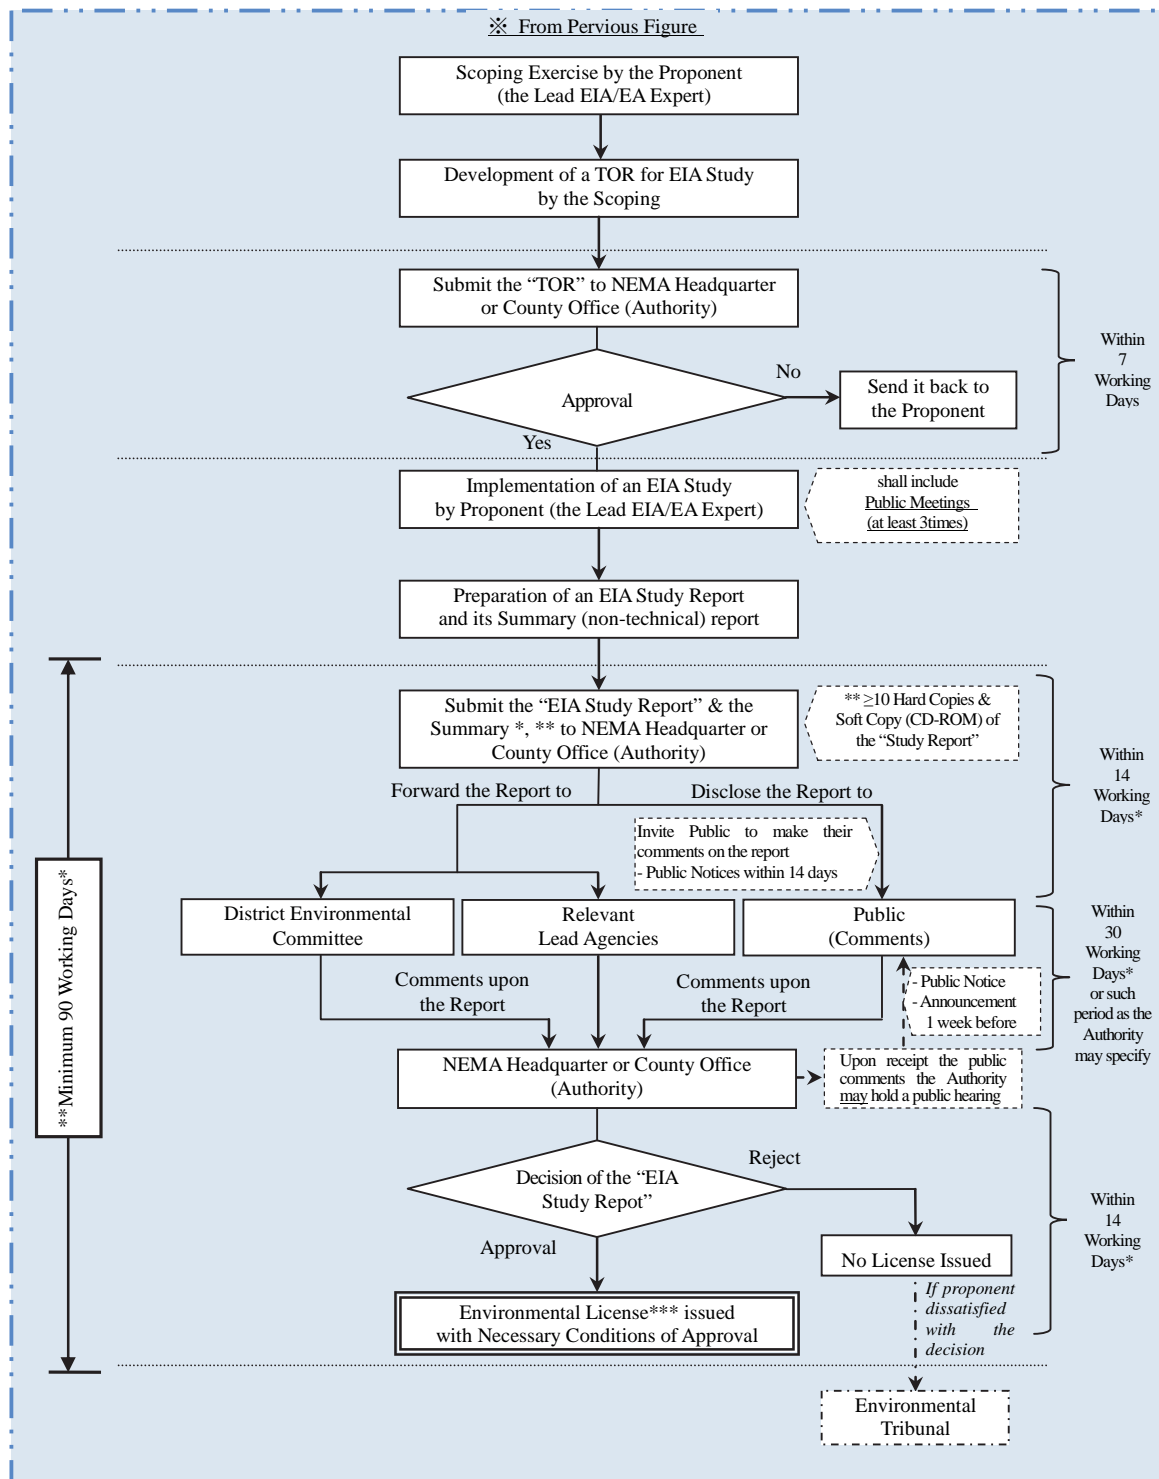 ※ From Pervious Figure
Scoping Exercise by the Proponent
(the Lead EIA/EA Expert)
Development of a TOR for EIA Study
by the Scoping
Submit the “TOR” to NEMA Headquarter
or County Office (Authority)
Within
7
Working
Days
Approval
No
Send it back to
the Proponent
Yes
Implementation of an EIA Study
by Proponent (the Lead EIA/EA Expert)
shall include
Public Meetings
(at least 3times)
Preparation of an EIA Study Report
and its Summary (non-technical) report
**Minimum 90 Working Days*
Submit the “EIA Study Report” & the
Summary *, ** to NEMA Headquarter or
County Office (Authority)
** ≥10 Hard Copies &
Soft Copy (CD-ROM) of
the “Study Report”
Within
14
Working
Days*
Forward the Report to
Disclose the Report to
Invite Public to make their
comments on the report
- Public Notices within 14 days
District Environmental
Committee
Relevant
Lead Agencies
Public
(Comments)
Within
30
Working
Days*
or such
period as the
Authority
may specify
Comments upon
the Report
Comments upon
the Report
- Public Notice
- Announcement
1 week before
NEMA Headquarter or County Office
(Authority)
Upon receipt the public
comments the Authority
may hold a public hearing
Decision of the “EIA
Study Repot”
Reject
Approval
No License Issued
Within
14
Working
Days*
Environmental License*** issued
with Necessary Conditions of Approval
If proponent
dissatisfied
with the
decision
Environmental
Tribunal